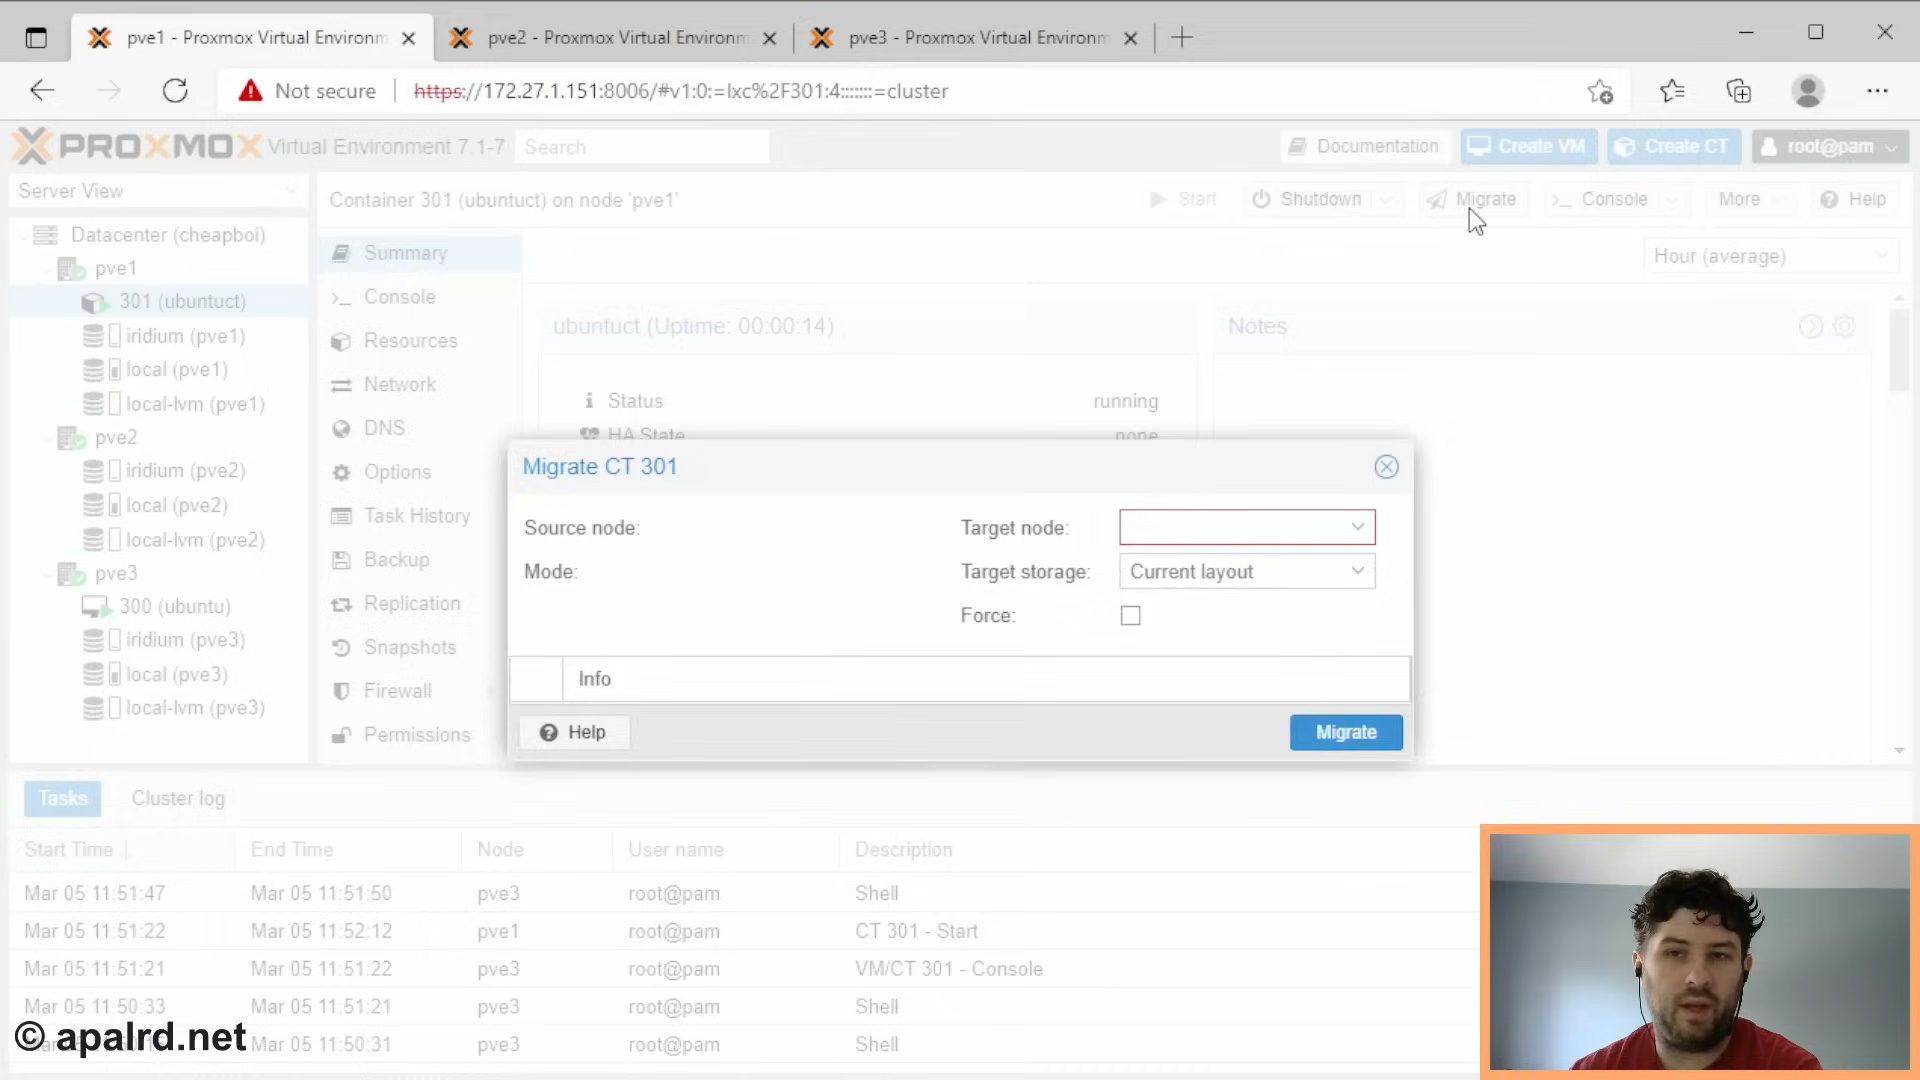 pve1 - Proxmox Virtual Environm
pve2 - Proxmox Virtual Environm
pve3 - Proxmox Virtual Environm
Not secure
https://172.27.1.151:8006/#v1:0:=lxc%2F301:4:::::::=cluster
PROXMOX Virtual Environment 7.1-7
Search
Documentation
Create VM
Create CT
root@pam
Server View
Container 301 (ubuntuct) on node 'pve1'
Start
Shutdown
Migrate
Console
More
Help
Datacenter (cheapboi)
pve1
301 (ubuntuct)
iridium (pve1)
local (pve1)
local-lvm (pve1)
pve2
iridium (pve2)
local (pve2)
local-lvm (pve2)
pve3
300 (ubuntu)
iridium (pve3)
local (pve3)
local-lvm (pve3)
Summary
Console
Resources
Network
DNS
Options
Task History
Backup
Replication
Snapshots
Firewall
Permissions
Hour (average)
ubuntuct (Uptime: 00:00:14)
Notes
Status running
HA State none
Migrate CT 301
Source node:
Mode:
Target node:
Target storage: Current layout
Force:
Info
Help
Migrate
Tasks
Cluster log
Start Time End Time Node User name Description
Mar 05 11:51:47 Mar 05 11:51:50 pve3 root@pam Shell
Mar 05 11:51:22 Mar 05 11:52:12 pve1 root@pam CT 301 - Start
Mar 05 11:51:21 Mar 05 11:51:22 pve3 root@pam VM/CT 301 - Console
Mar 05 11:50:33 Mar 05 11:51:21 pve3 root@pam Shell
Mar 05 11:50:31 pve3 root@pam Shell
© apalrd.net